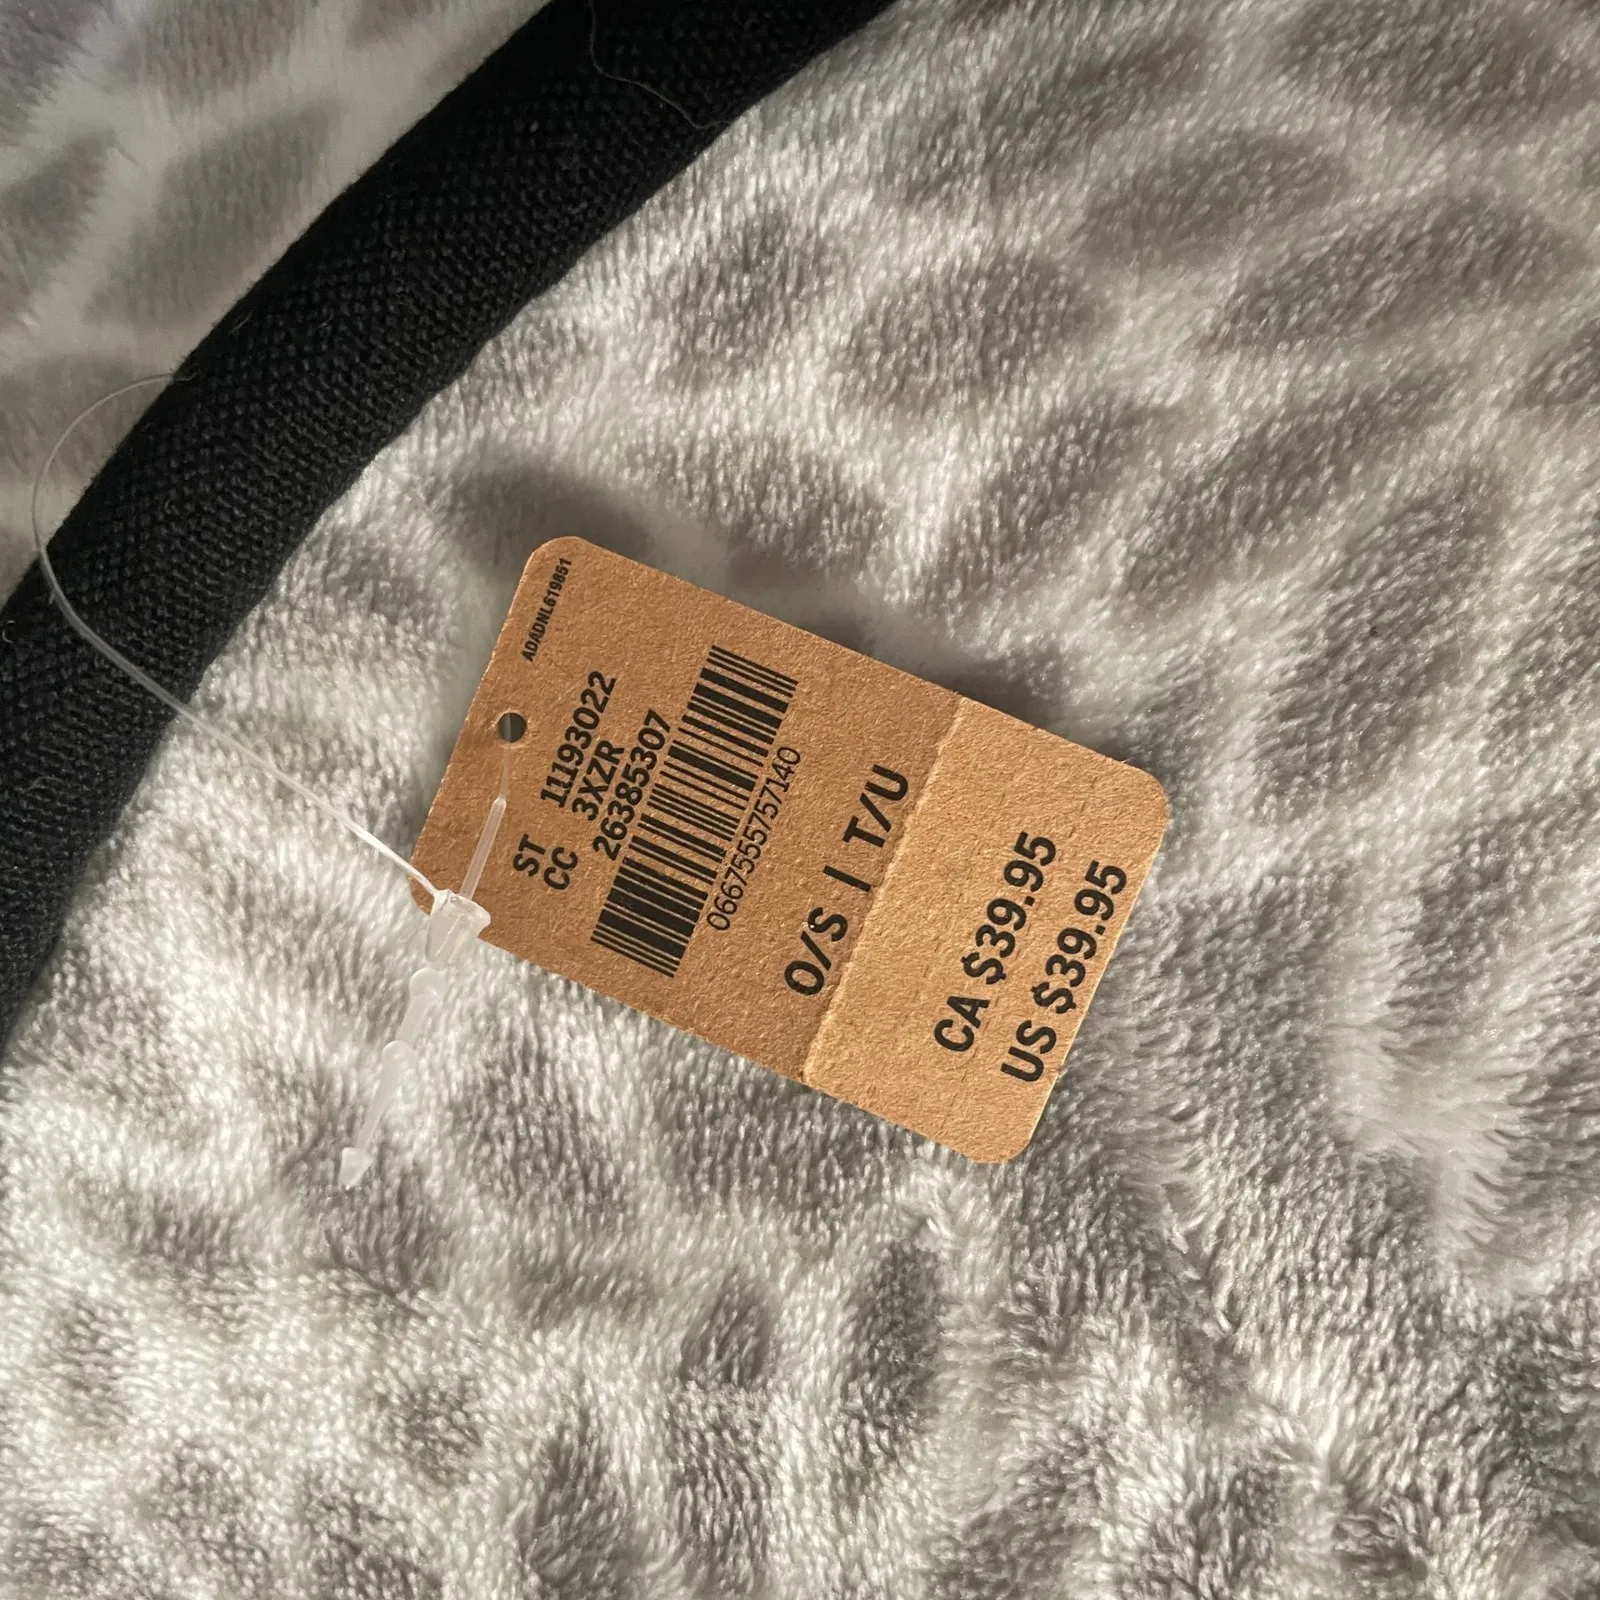 ADADNL619851
ST 11193022
CC 3XZR
26385307
0667555757140
O/S | T/U
CA $39.95
US $39.95